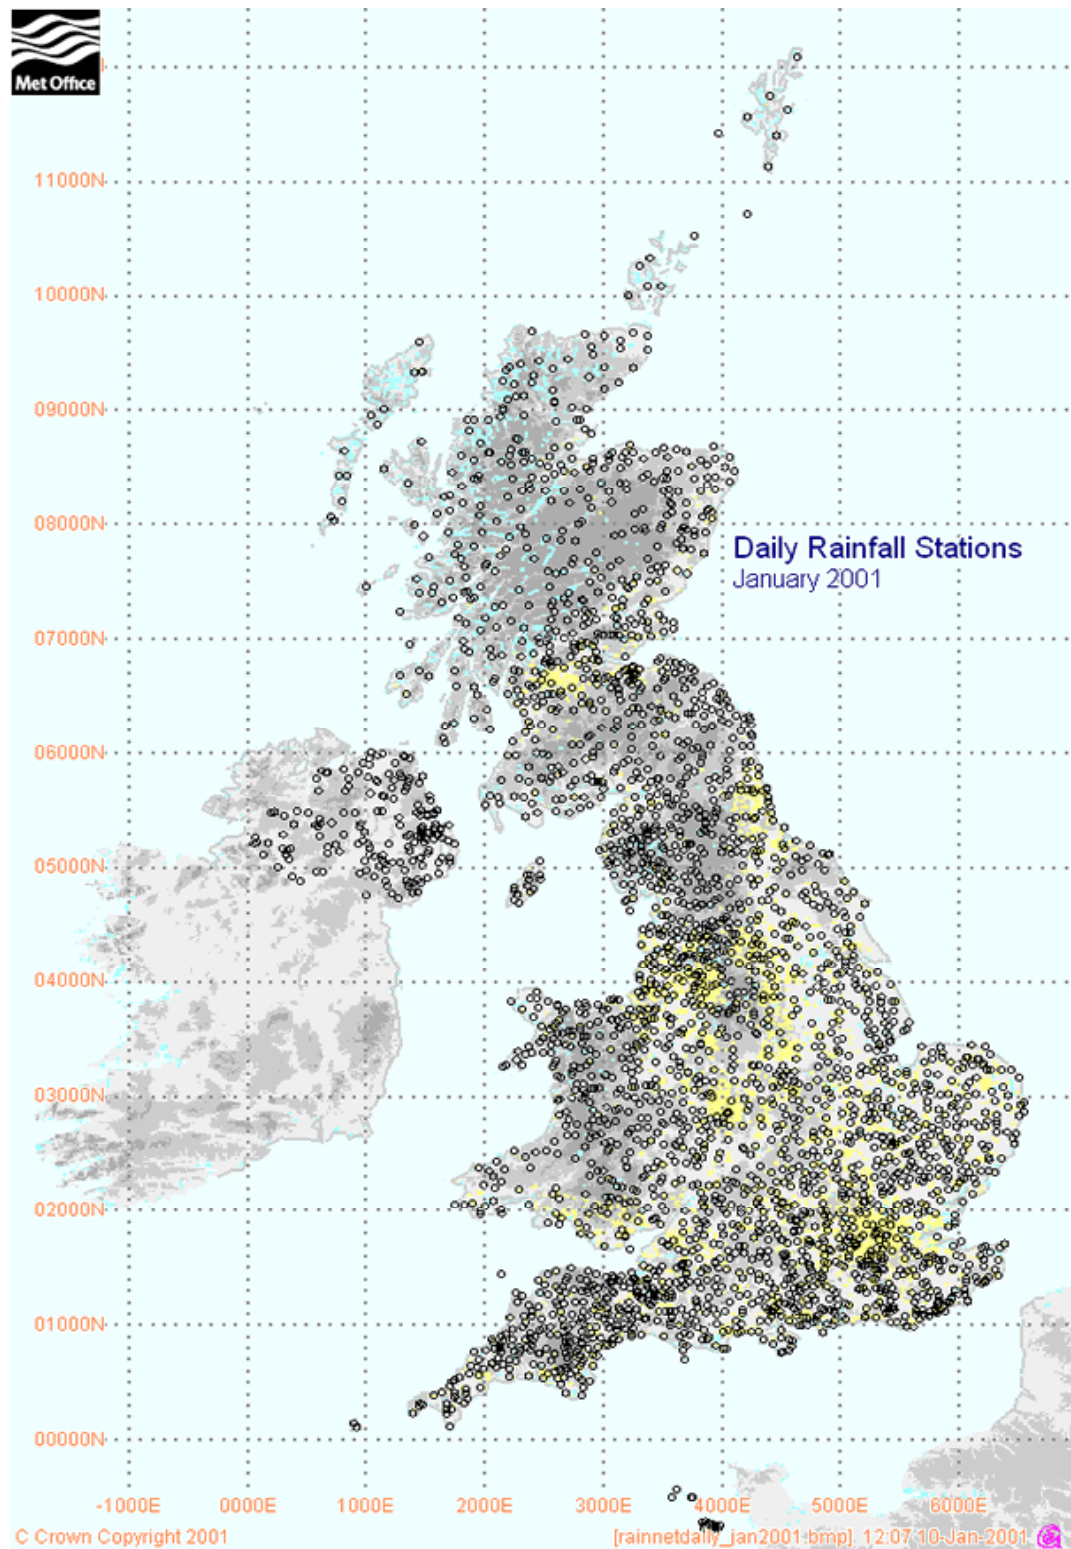 Met Office
11000N
10000N
09000N
08000N
Daily Rainfall Stations
January 2001
07000N
06000N
05000N
04000N
03000N
02000N
01000N
00000N
-1000E 0000E 1000E 2000E 3000E 4000E 5000E 6000E
C Crown Copyright 2001 [rainnetdaily_jan2001.bmp]. 12:07 10-Jan-2001